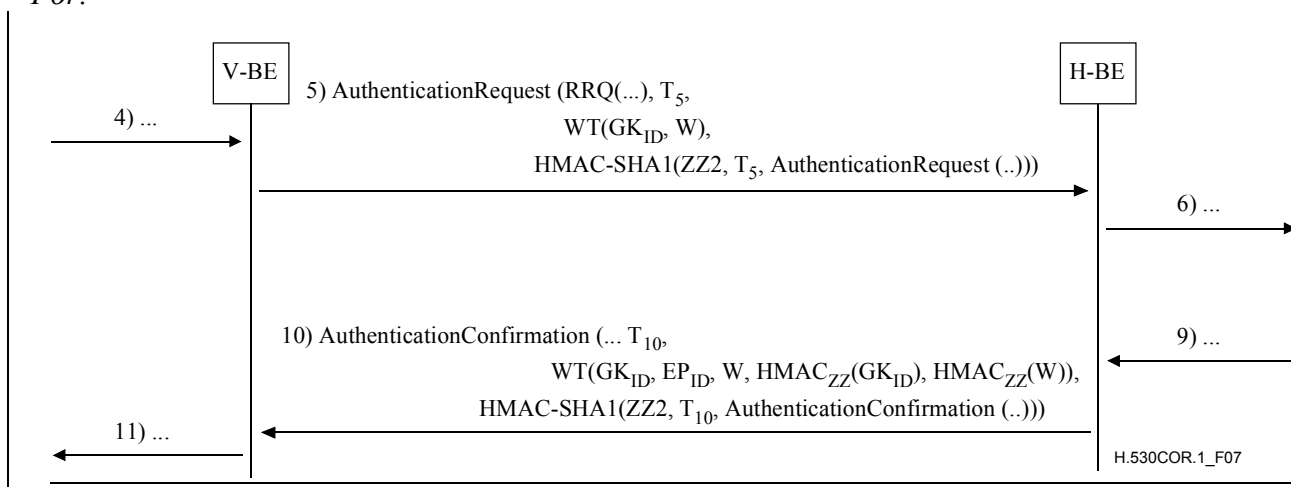 Por:
V-BE
H-BE
5) AuthenticationRequest (RRQ(...), T5,
4) ...
WT(GKID, W),
HMAC-SHA1(ZZ2, T5, AuthenticationRequest (..)))
6) ...
10) AuthenticationConfirmation (... T10,
9) ...
WT(GKID, EPID, W, HMACZZ(GKID), HMACZZ(W)),
HMAC-SHA1(ZZ2, T10, AuthenticationConfirmation (..)))
11) ...
H.530COR.1_F07